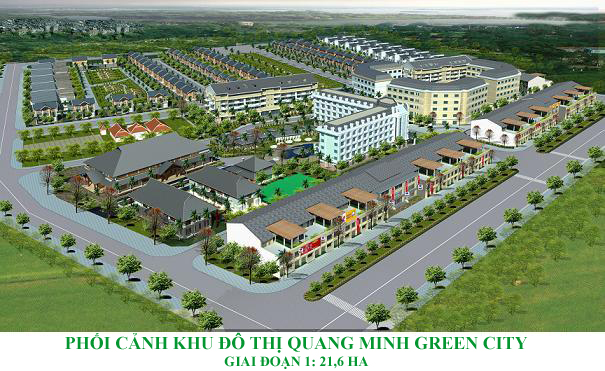 PHỐI CẢNH KHU ĐÔ THỊ QUANG MINH GREEN CITY
GIAI ĐOẠN 1: 21,6 HA